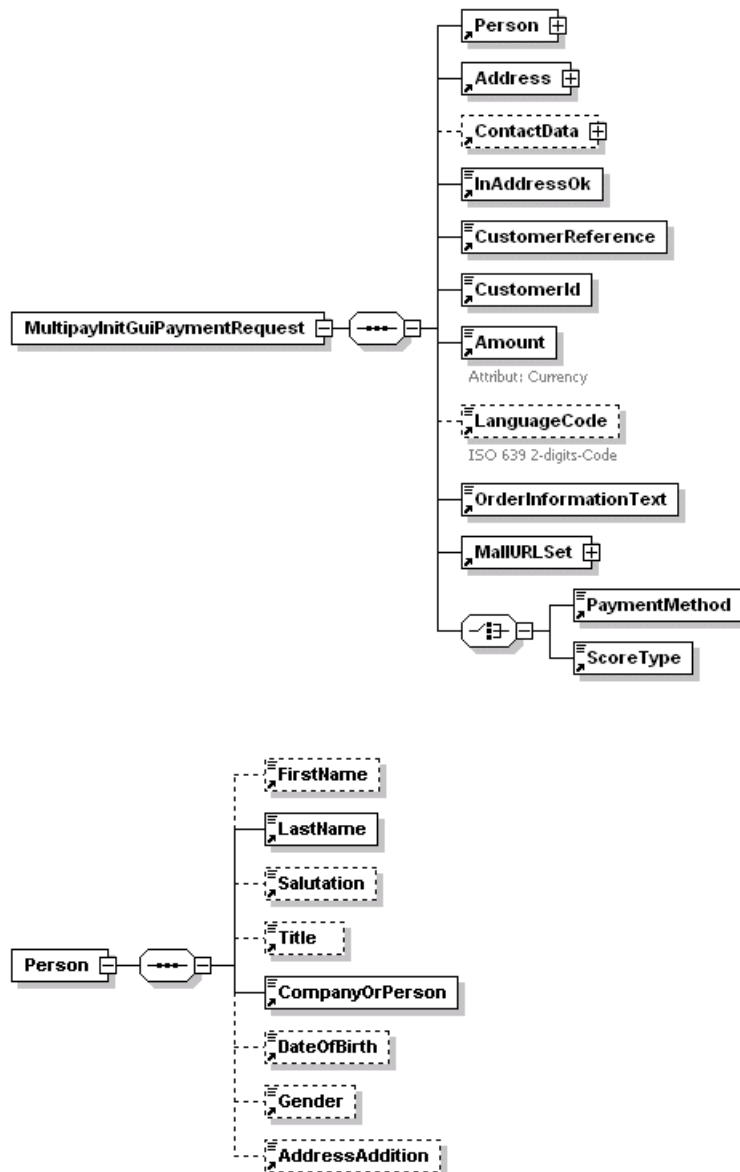 Person
Address
ContactData
InAddressOk
CustomerReference
CustomerId
MultipayInitGuiPaymentRequest
Amount
Attribut: Currency
LanguageCode
ISO 639 2-digits-Code
OrderInformationText
MallURLSet
PaymentMethod
ScoreType
FirstName
LastName
Salutation
Title
Person
CompanyOrPerson
DateOfBirth
Gender
AddressAddition